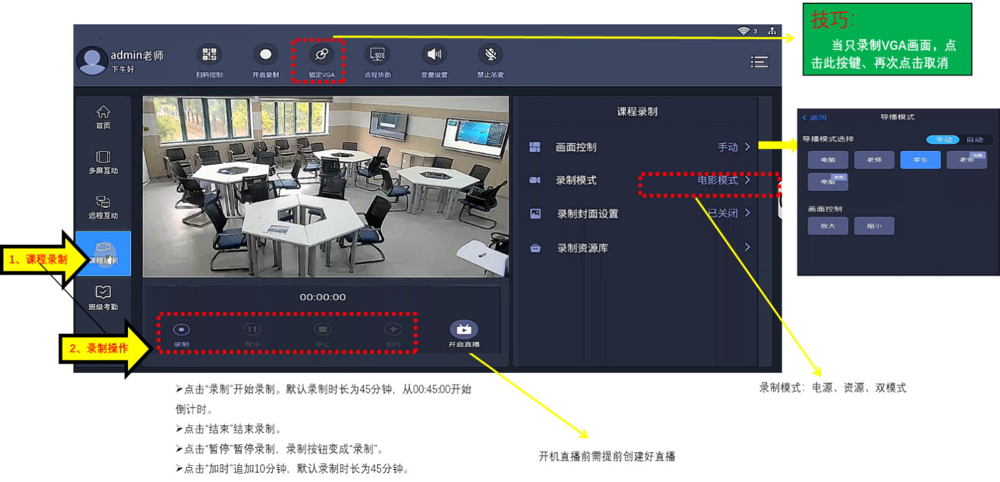 技巧:
当只录制VGA画面，点
击此按键、再次点击取消
3
admin老师
下午好
扫码控制
开启录制
锁定VGA
SOS
远程协助
音量设置
禁止吊麦
首页
多屏互动
远程互动
课程录制
班级考勤
1、课程录制
2、录制操作
00:00:00
录制
暂停
停止
加时
开启直播
课程录制
画面控制 手动 >
录制模式 电影模式 >
录制封面设置 已关闭 >
录制资源库 >
< 返回 导播模式
导播模式选择 手动 自动
电脑 老师 学生 老师 电脑
电脑 老师
画面控制
放大 缩小
➢点击“录制”开始录制。默认录制时长为45分钟，从00:45:00开始
倒计时。
➢点击“结束”结束录制。
➢点击“暂停”暂停录制，录制按钮变成“录制”。
➢点击“加时”追加10分钟，默认录制时长为45分钟。
开机直播前需提前创建好直播
录制模式：电源、资源、双模式